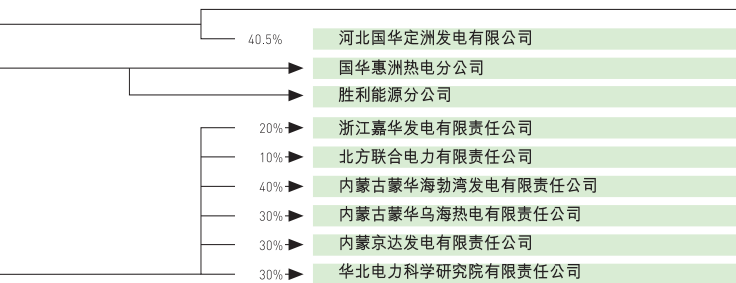 40.5% 河北国华定洲发电有限公司
国华惠洲热电分公司
胜利能源分公司
20% 浙江嘉华发电有限责任公司
10% 北方联合电力有限责任公司
40% 内蒙古蒙华海勃湾发电有限责任公司
30% 内蒙古蒙华乌海热电有限责任公司
30% 内蒙京达发电有限责任公司
30% 华北电力科学研究院有限责任公司